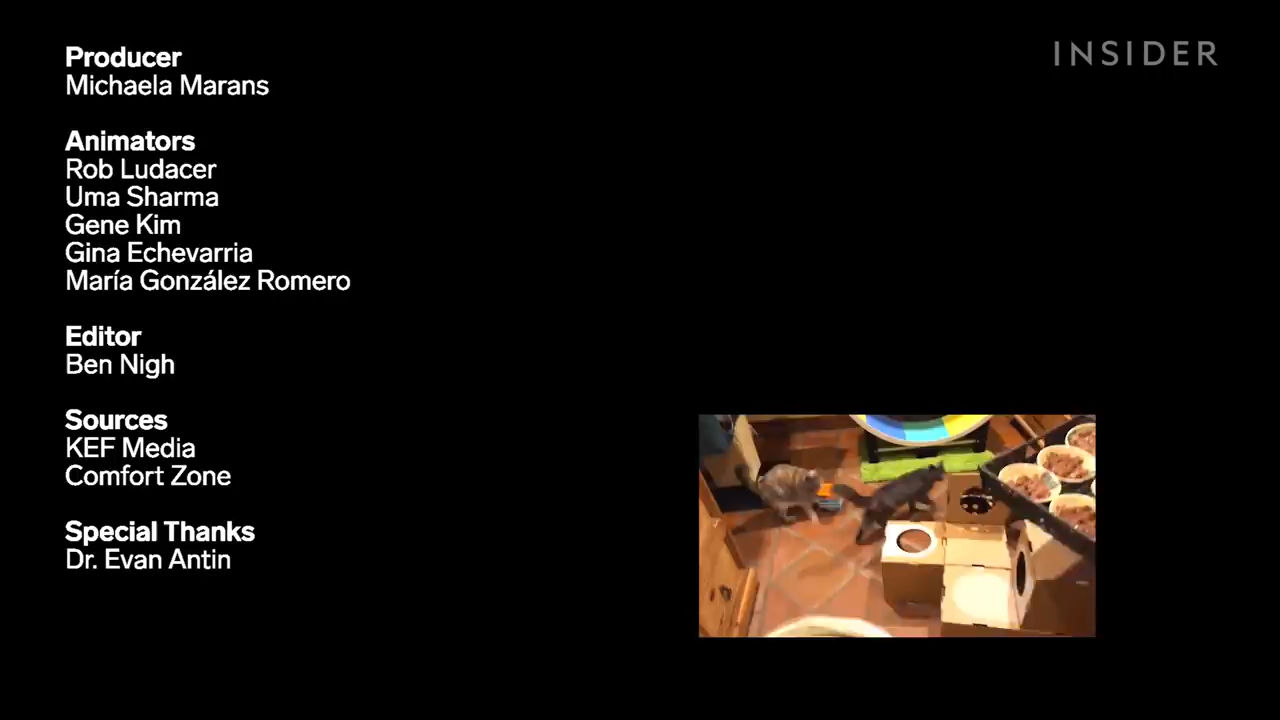 Producer
Michaela Marans
INSIDER
Animators
Rob Ludacer
Uma Sharma
Gene Kim
Gina Echevarria
María González Romero
Editor
Ben Nigh
Sources
KEF Media
Comfort Zone
Special Thanks
Dr. Evan Antin